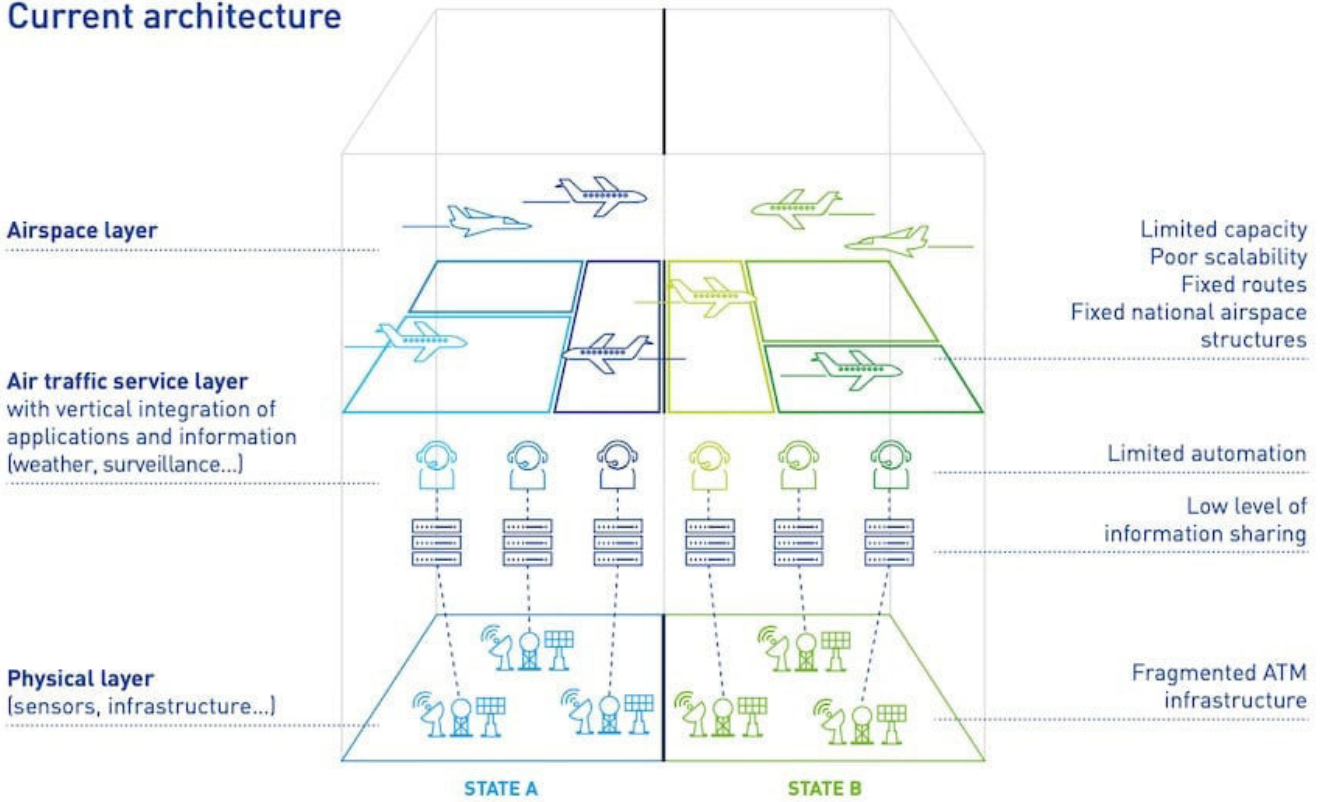 Current architecture
Airspace layer
Limited capacity
Poor scalability
Fixed routes
Fixed national airspace
structures
Air traffic service layer
with vertical integration of
applications and information
(weather, surveillance...)
Limited automation
Low level of
information sharing
Physical layer
(sensors, infrastructure...)
Fragmented ATM
infrastructure
STATE A
STATE B